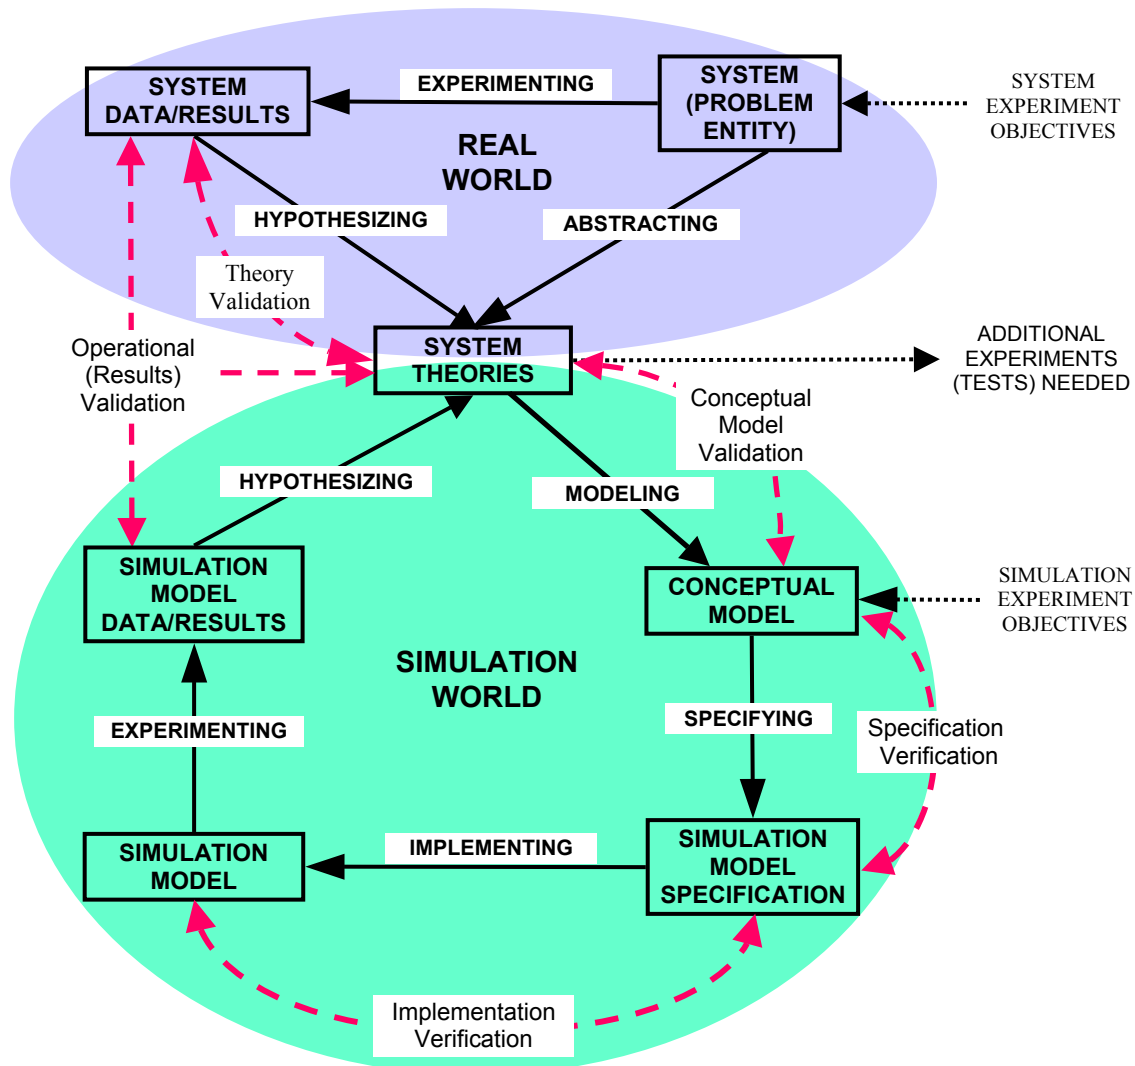 SYSTEM
DATA/RESULTS
EXPERIMENTING
SYSTEM
(PROBLEM
ENTITY)
SYSTEM
EXPERIMENT
OBJECTIVES
REAL
WORLD
HYPOTHESIZING
ABSTRACTING
Theory
Validation
Operational
(Results)
Validation
SYSTEM
THEORIES
ADDITIONAL
EXPERIMENTS
(TESTS) NEEDED
Conceptual
Model
Validation
HYPOTHESIZING
MODELING
SIMULATION
MODEL
DATA/RESULTS
CONCEPTUAL
MODEL
SIMULATION
EXPERIMENT
OBJECTIVES
SIMULATION
WORLD
EXPERIMENTING
SPECIFYING
Specification
Verification
SIMULATION
MODEL
IMPLEMENTING
SIMULATION
MODEL
SPECIFICATION
Implementation
Verification